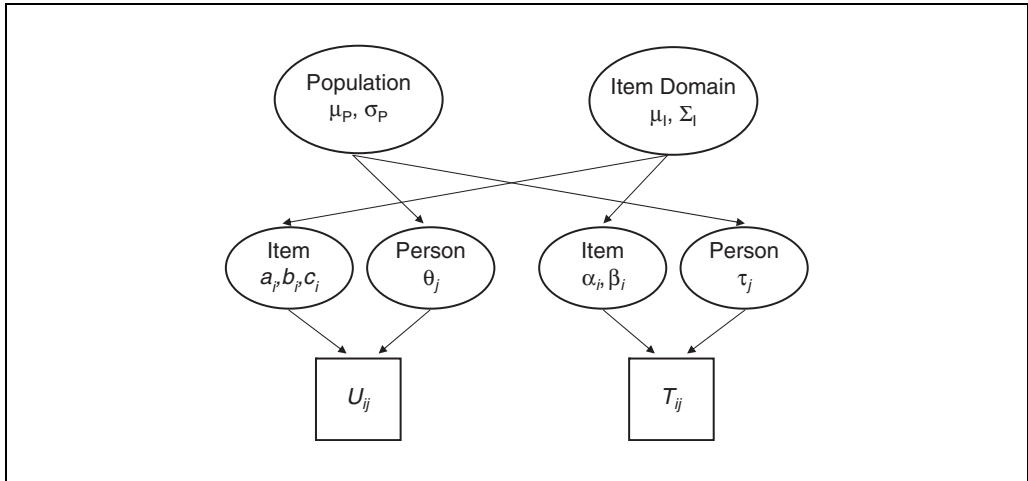 Population
μP, σP
Item Domain
μI, ΣI
Item
ai,bi,ci
Person
θj
Item
αi,βi
Person
τj
Uij
Tij